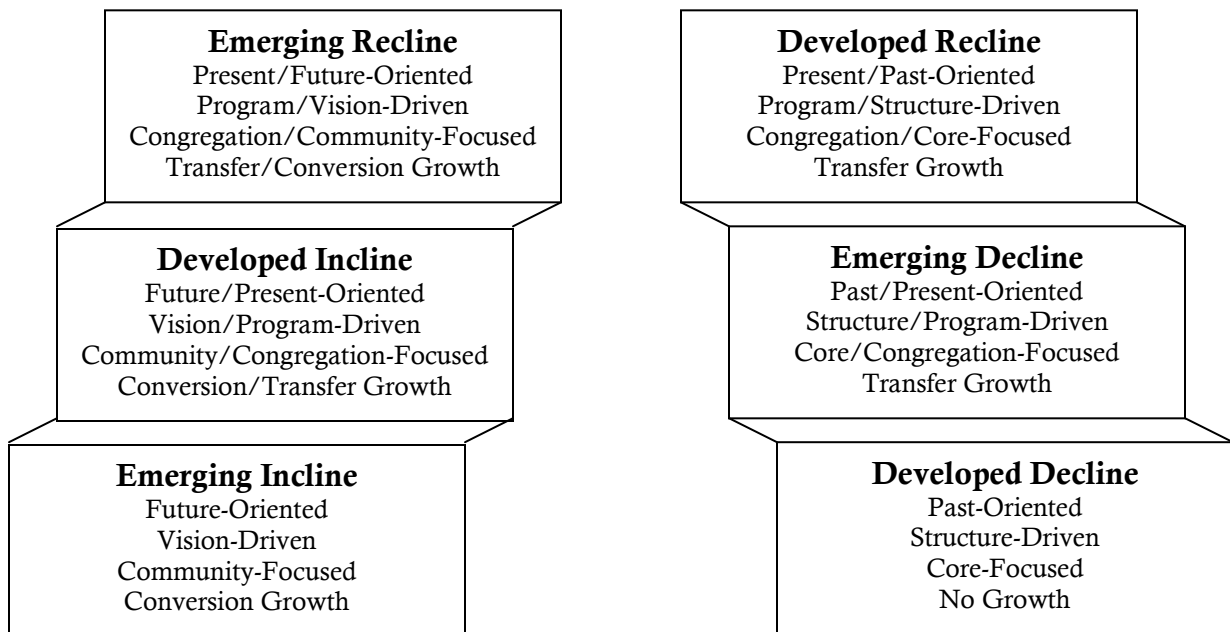 Emerging Recline
Present/Future-Oriented
Program/Vision-Driven
Congregation/Community-Focused
Transfer/Conversion Growth
Developed Recline
Present/Past-Oriented
Program/Structure-Driven
Congregation/Core-Focused
Transfer Growth
Developed Incline
Future/Present-Oriented
Vision/Program-Driven
Community/Congregation-Focused
Conversion/Transfer Growth
Emerging Decline
Past/Present-Oriented
Structure/Program-Driven
Core/Congregation-Focused
Transfer Growth
Emerging Incline
Future-Oriented
Vision-Driven
Community-Focused
Conversion Growth
Developed Decline
Past-Oriented
Structure-Driven
Core-Focused
No Growth